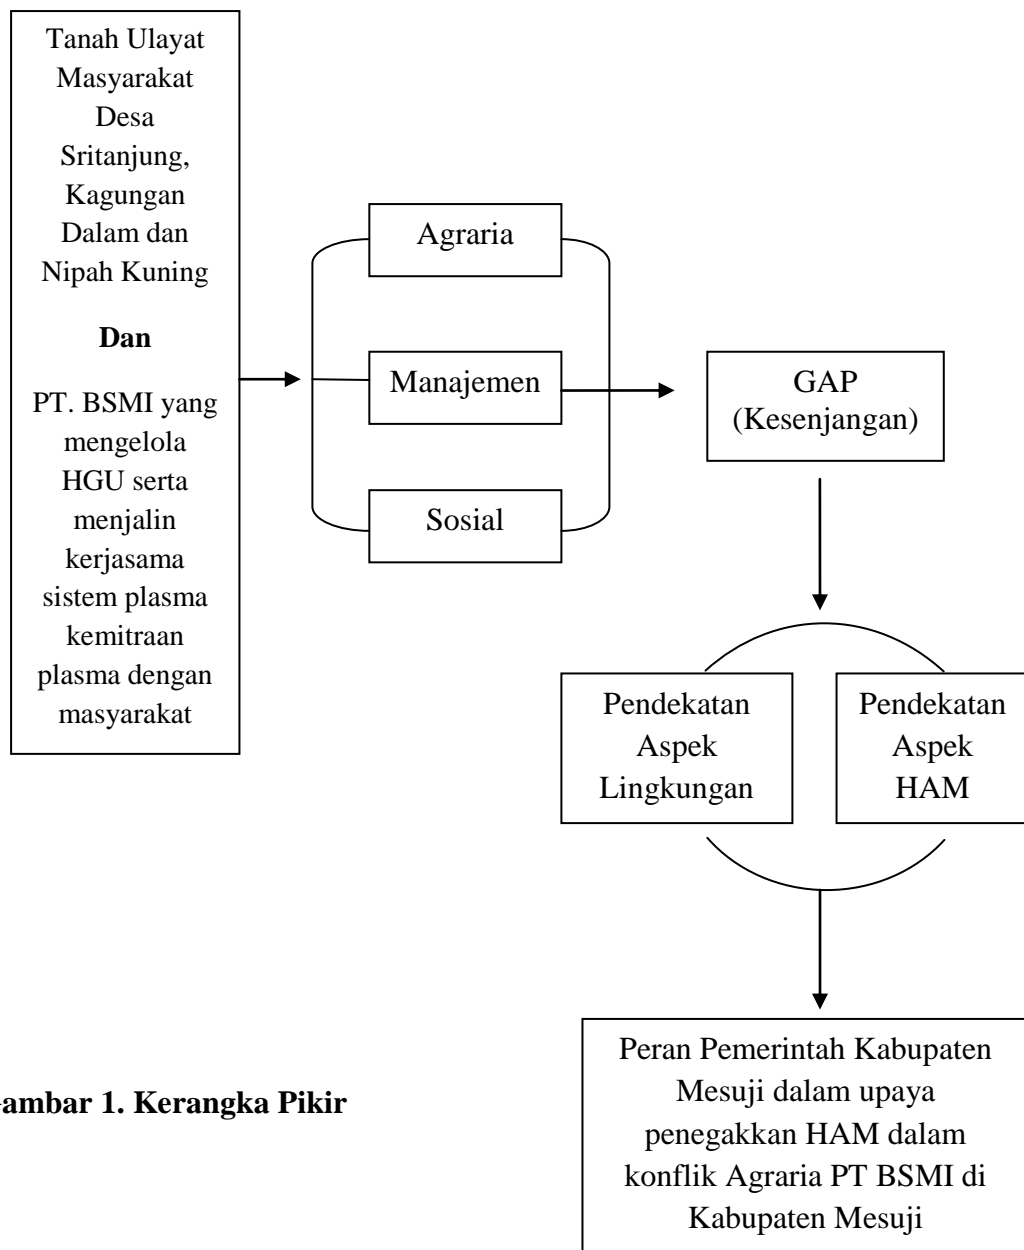 Tanah Ulayat
Masyarakat
Desa
Sritanjung,
Kagungan
Dalam dan
Nipah Kuning
Dan
PT. BSMI yang
mengelola
HGU serta
menjalin
kerjasama
sistem plasma
kemitraan
plasma dengan
masyarakat
Agraria
Manajemen
Sosial
GAP
(Kesenjangan)
Pendekatan
Aspek
Lingkungan
Pendekatan
Aspek
HAM
Peran Pemerintah Kabupaten
Mesuji dalam upaya
penegakkan HAM dalam
konflik Agraria PT BSMI di
Kabupaten Mesuji
Gambar 1. Kerangka Pikir